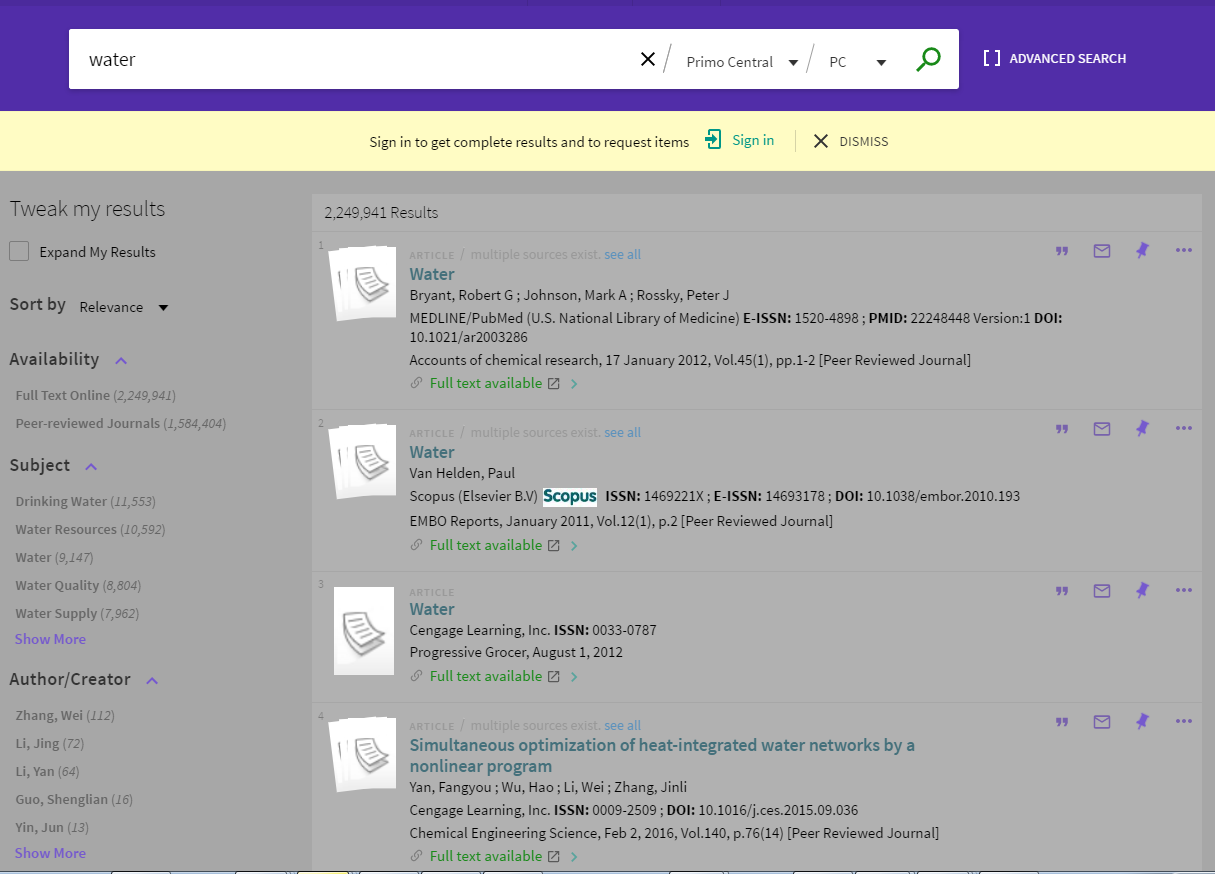 water
Primo Central
PC
ADVANCED SEARCH
Sign in to get complete results and to request items
Sign in
DISMISS
Tweak my results
Expand My Results
Sort by Relevance
Availability
Full Text Online (2,249,941)
Peer-reviewed Journals (1,584,404)
Subject
Drinking Water (11,553)
Water Resources (10,592)
Water (9,147)
Water Quality (8,804)
Water Supply (7,962)
Show More
Author/Creator
Zhang, Wei (112)
Li, Jing (72)
Li, Yan (64)
Guo, Shenglian (16)
Yin, Jun (13)
Show More
2,249,941 Results
1
ARTICLE / multiple sources exist. see all
Water
Bryant, Robert G ; Johnson, Mark A ; Rossky, Peter J
MEDLINE/PubMed (U.S. National Library of Medicine) E-ISSN: 1520-4898 ; PMID: 22248448 Version:1 DOI:
10.1021/ar2003286
Accounts of chemical research, 17 January 2012, Vol.45(1), pp.1-2 [Peer Reviewed Journal]
Full text available
2
ARTICLE / multiple sources exist. see all
Water
Van Helden, Paul
Scopus (Elsevier B.V) Scopus ISSN: 1469221X ; E-ISSN: 14693178 ; DOI: 10.1038/embor.2010.193
EMBO Reports, January 2011, Vol.12(1), p.2 [Peer Reviewed Journal]
Full text available
3
ARTICLE
Water
Cengage Learning, Inc. ISSN: 0033-0787
Progressive Grocer, August 1, 2012
Full text available
4
ARTICLE / multiple sources exist. see all
Simultaneous optimization of heat-integrated water networks by a
nonlinear program
Yan, Fangyou ; Wu, Hao ; Li, Wei ; Zhang, Jinli
Cengage Learning, Inc. ISSN: 0009-2509 ; DOI: 10.1016/j.ces.2015.09.036
Chemical Engineering Science, Feb 2, 2016, Vol.140, p.76(14) [Peer Reviewed Journal]
Full text available